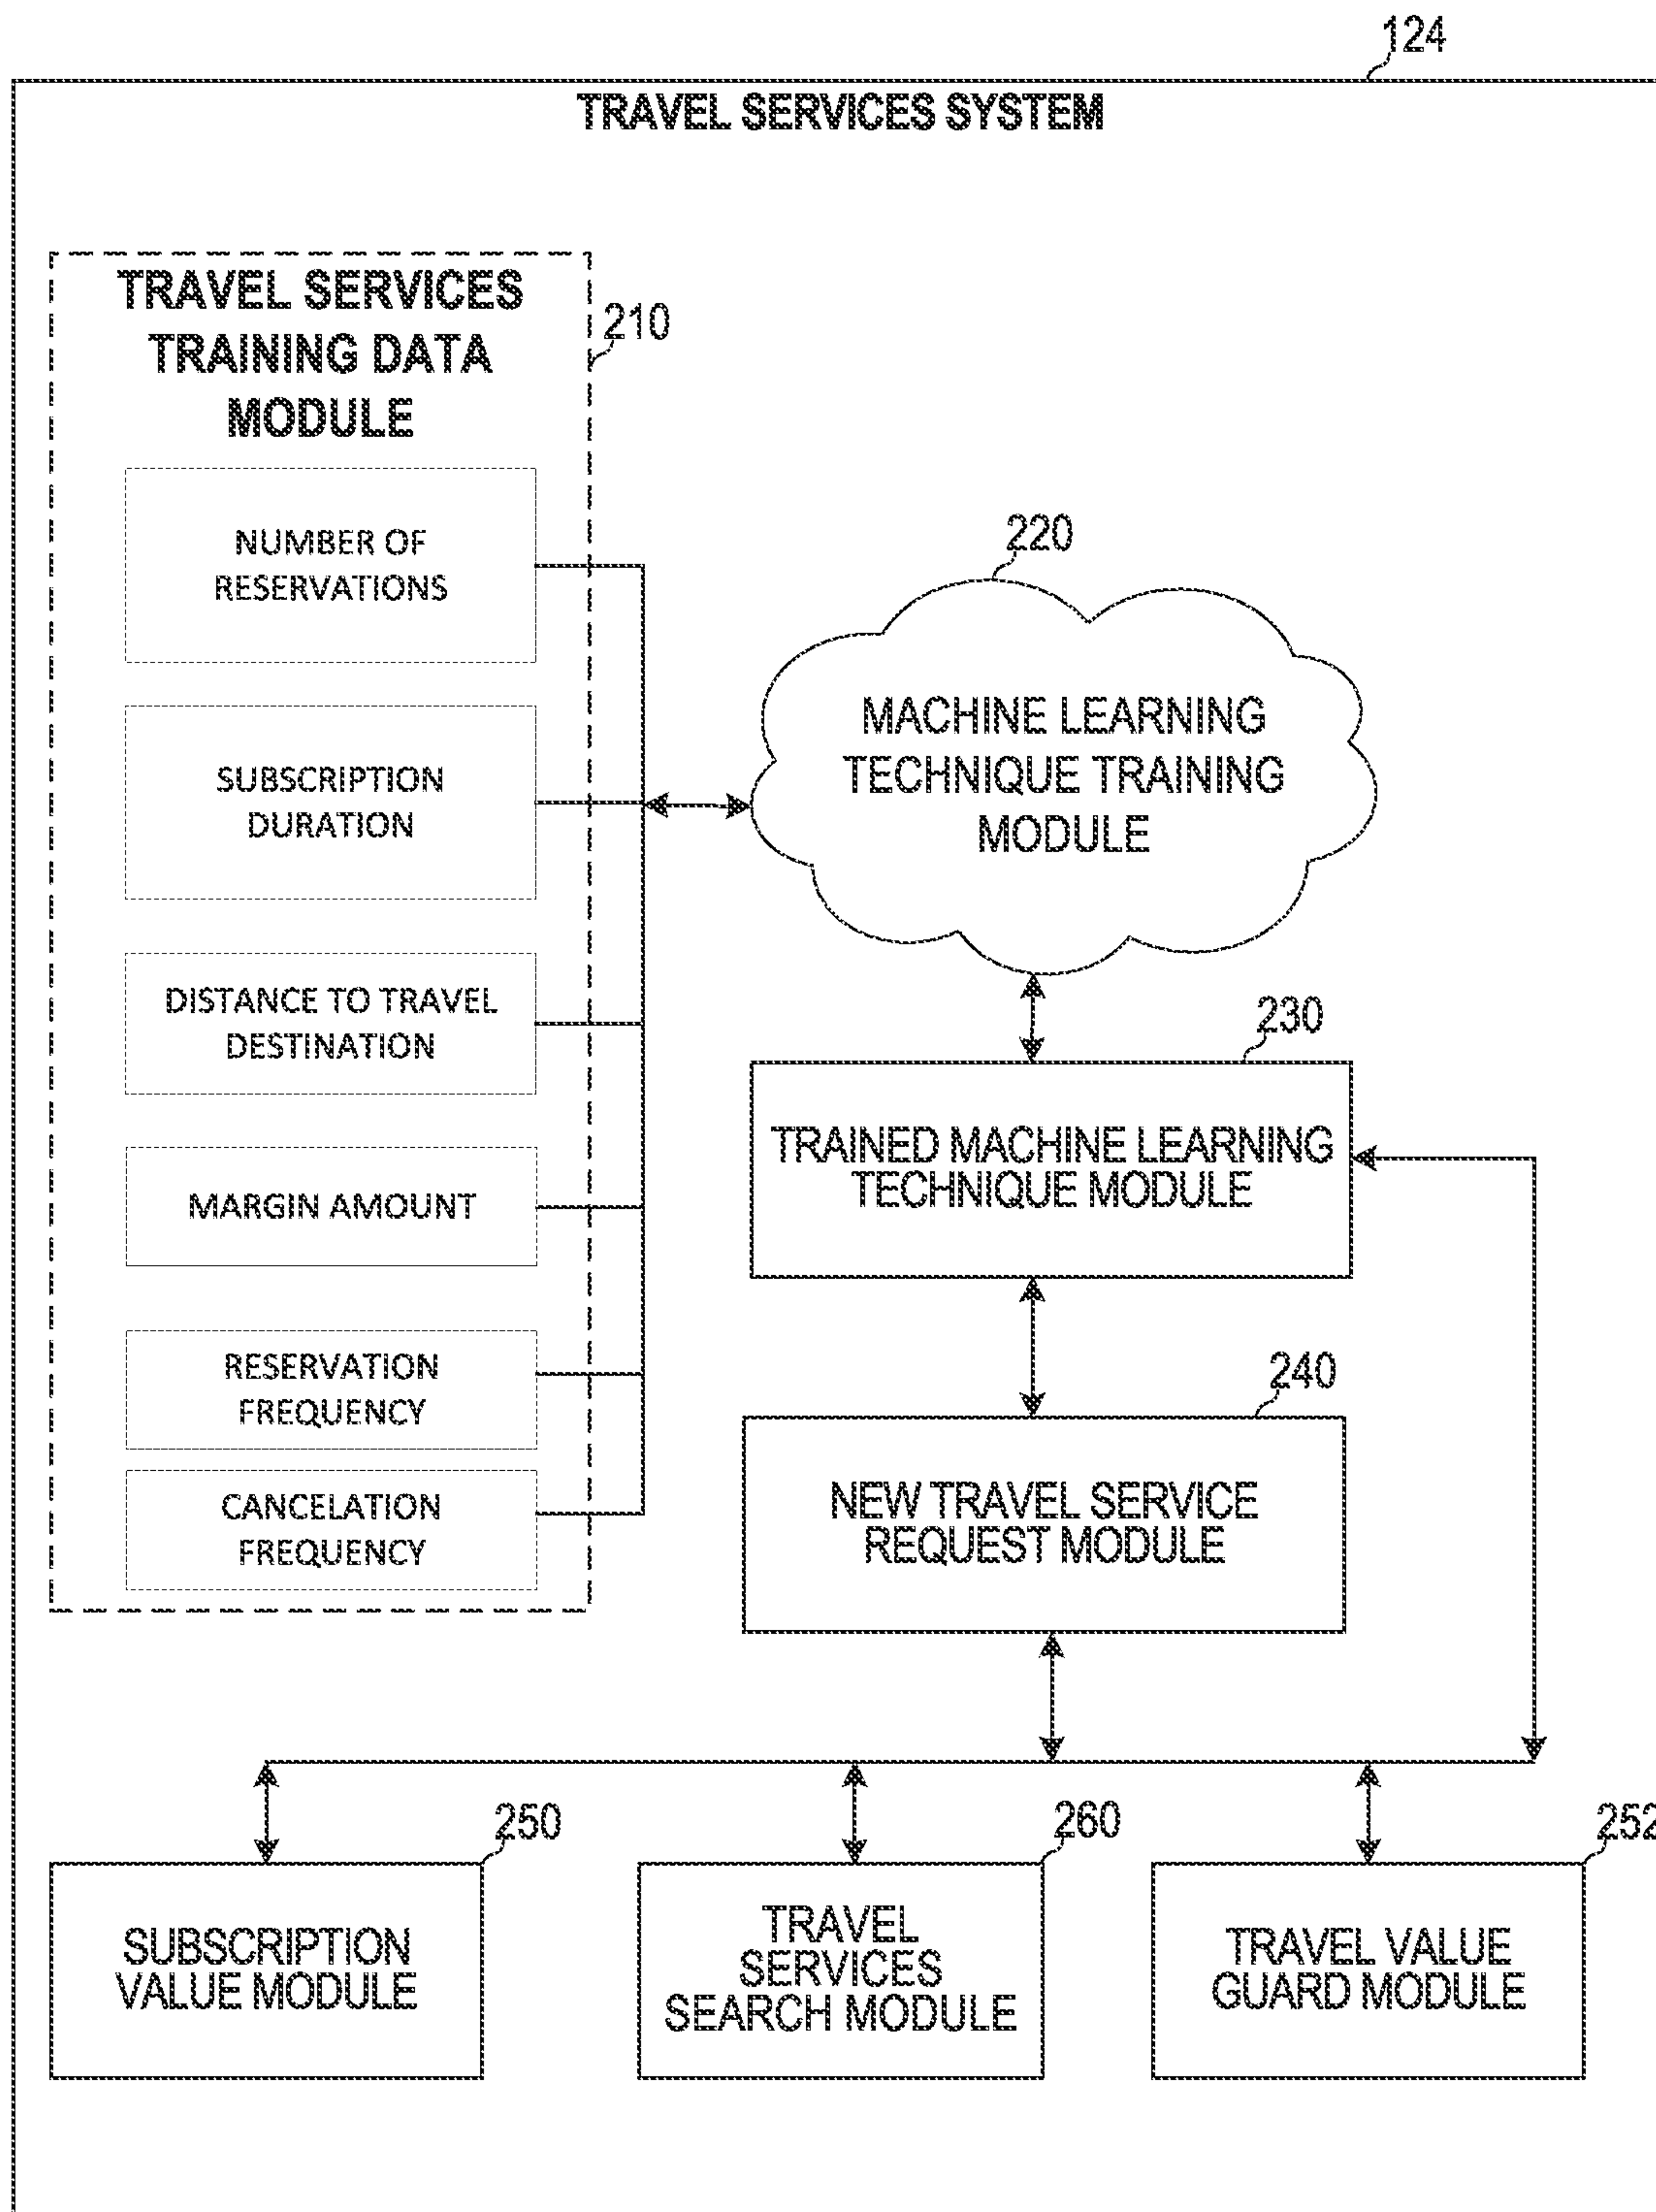 124
TRAVEL SERVICES SYSTEM
TRAVEL SERVICES
TRAINING DATA
MODULE
210
NUMBER OF
RESERVATIONS
SUBSCRIPTION
DURATION
DISTANCE TO TRAVEL
DESTINATION
MARGIN AMOUNT
RESERVATION
FREQUENCY
CANCELATION
FREQUENCY
220
MACHINE LEARNING
TECHNIQUE TRAINING
MODULE
230
TRAINED MACHINE LEARNING
TECHNIQUE MODULE
240
NEW TRAVEL SERVICE
REQUEST MODULE
250
SUBSCRIPTION
VALUE MODULE
260
TRAVEL
SERVICES
SEARCH MODULE
252
TRAVEL VALUE
GUARD MODULE